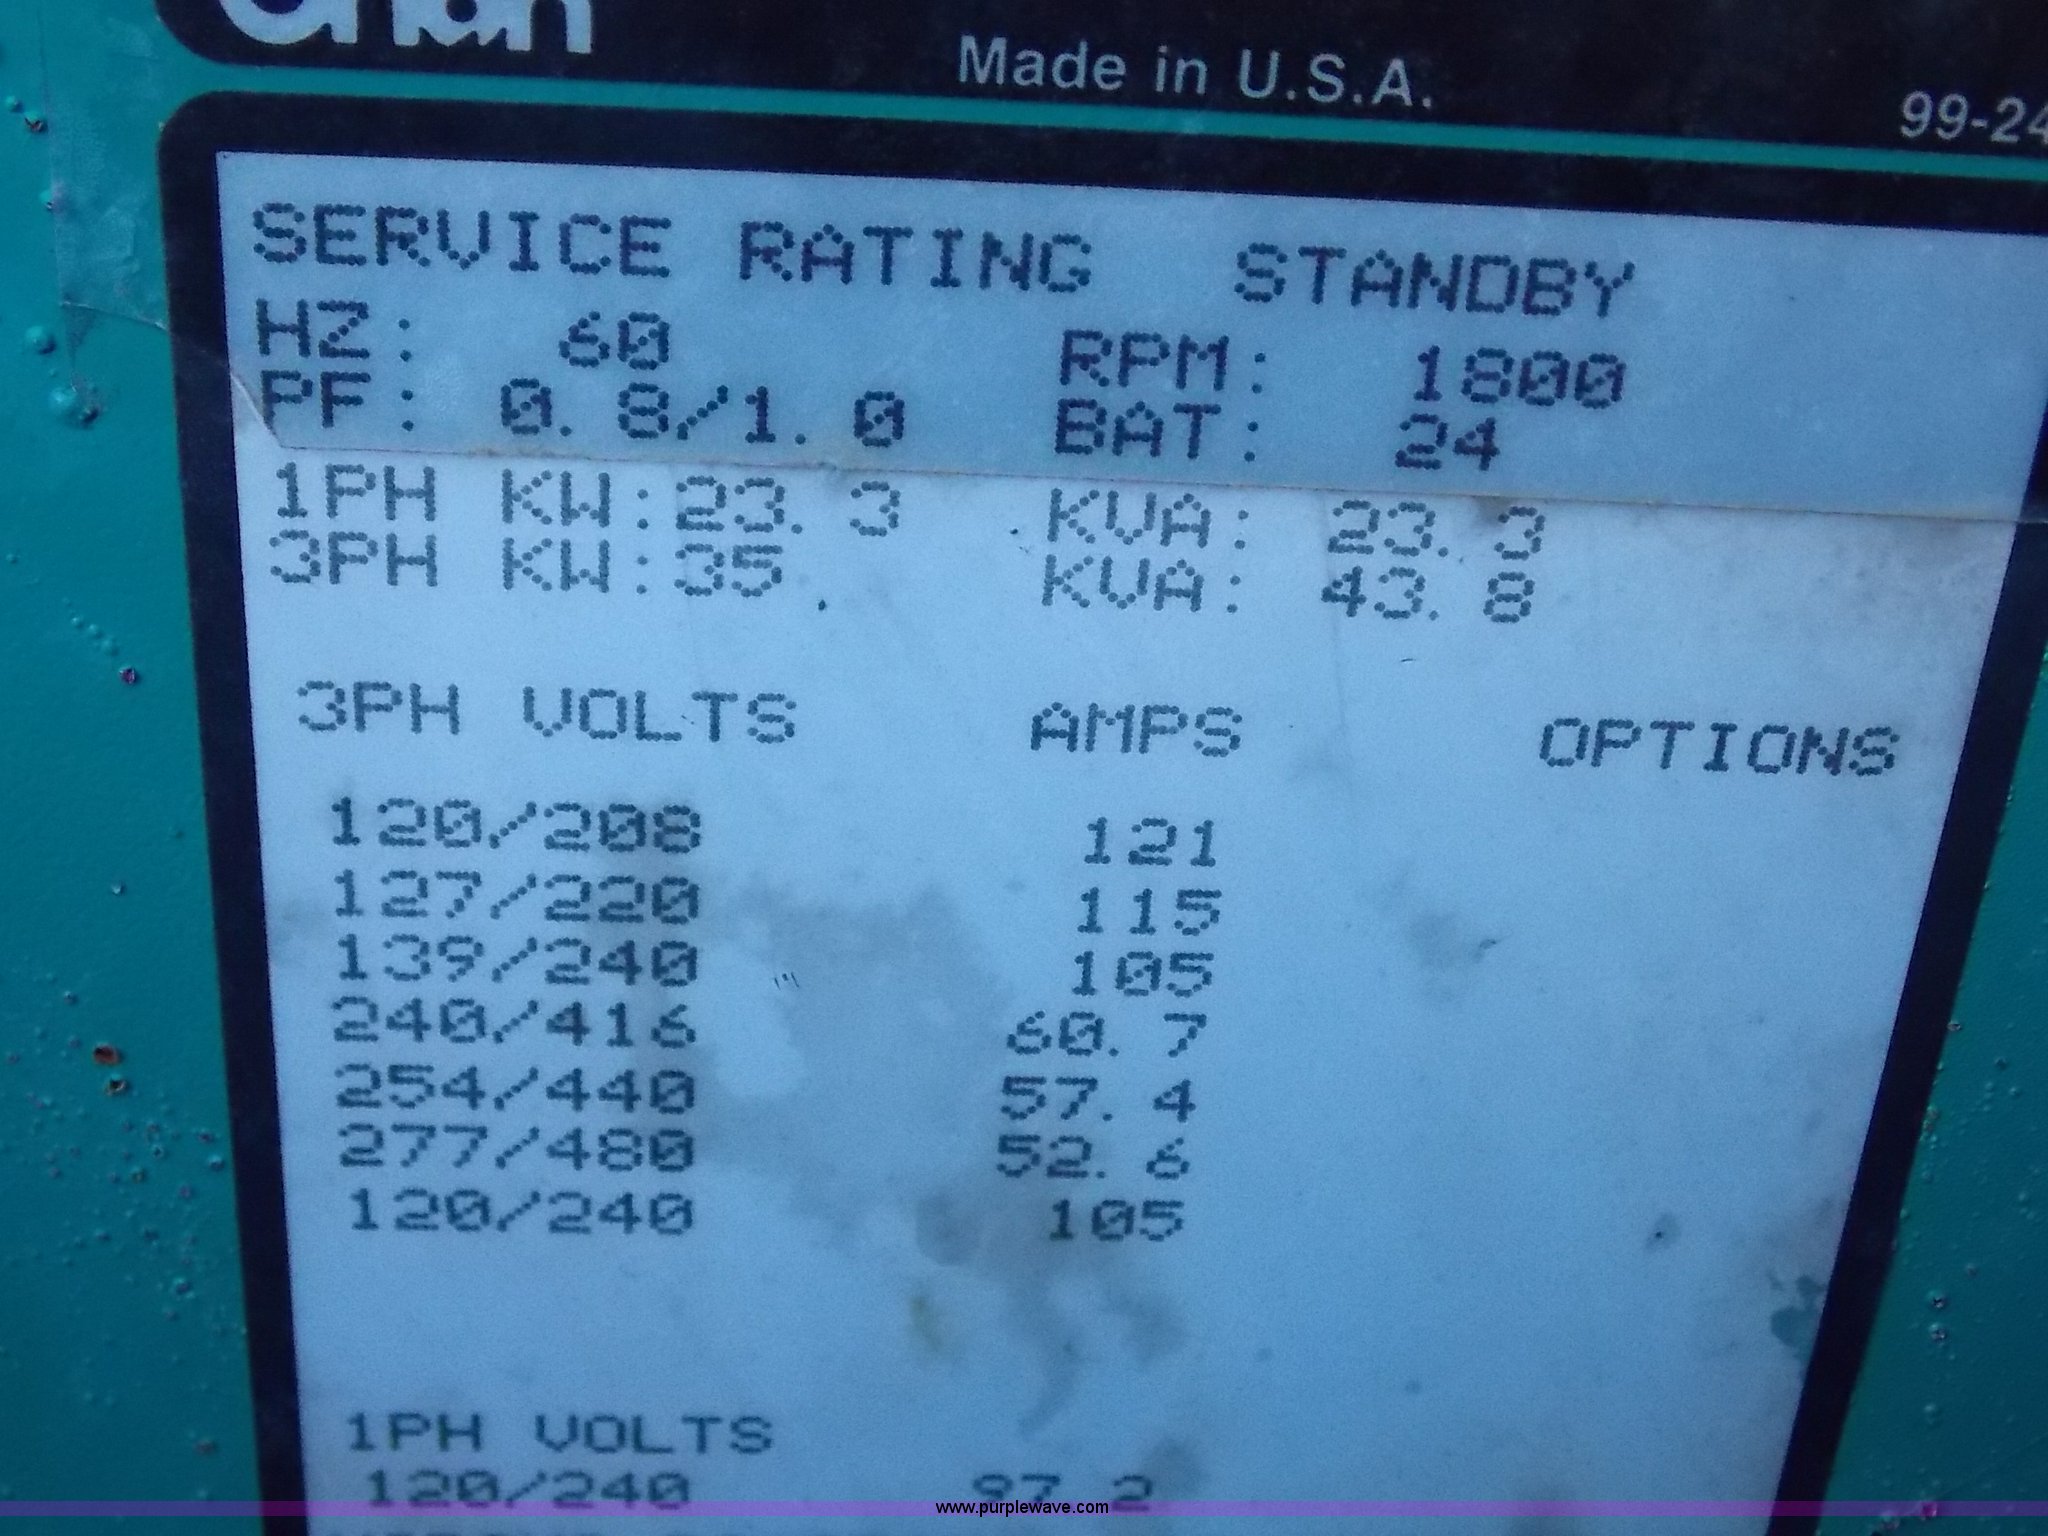 Onan
Made in U.S.A.
99-24
SERVICE RATING STANDBY
HZ: 60 RPM: 1800
PF: 0.8/1.0 BAT: 24
1PH KW:23.3 KVA: 23.3
3PH KW:35 KVA: 43.8
3PH VOLTS AMPS OPTIONS
120/208 121
127/220 115
139/240 105
240/416 60.7
254/440 57.4
277/480 52.6
120/240 105
1PH VOLTS
120/240 97.2
www.purplewave.com